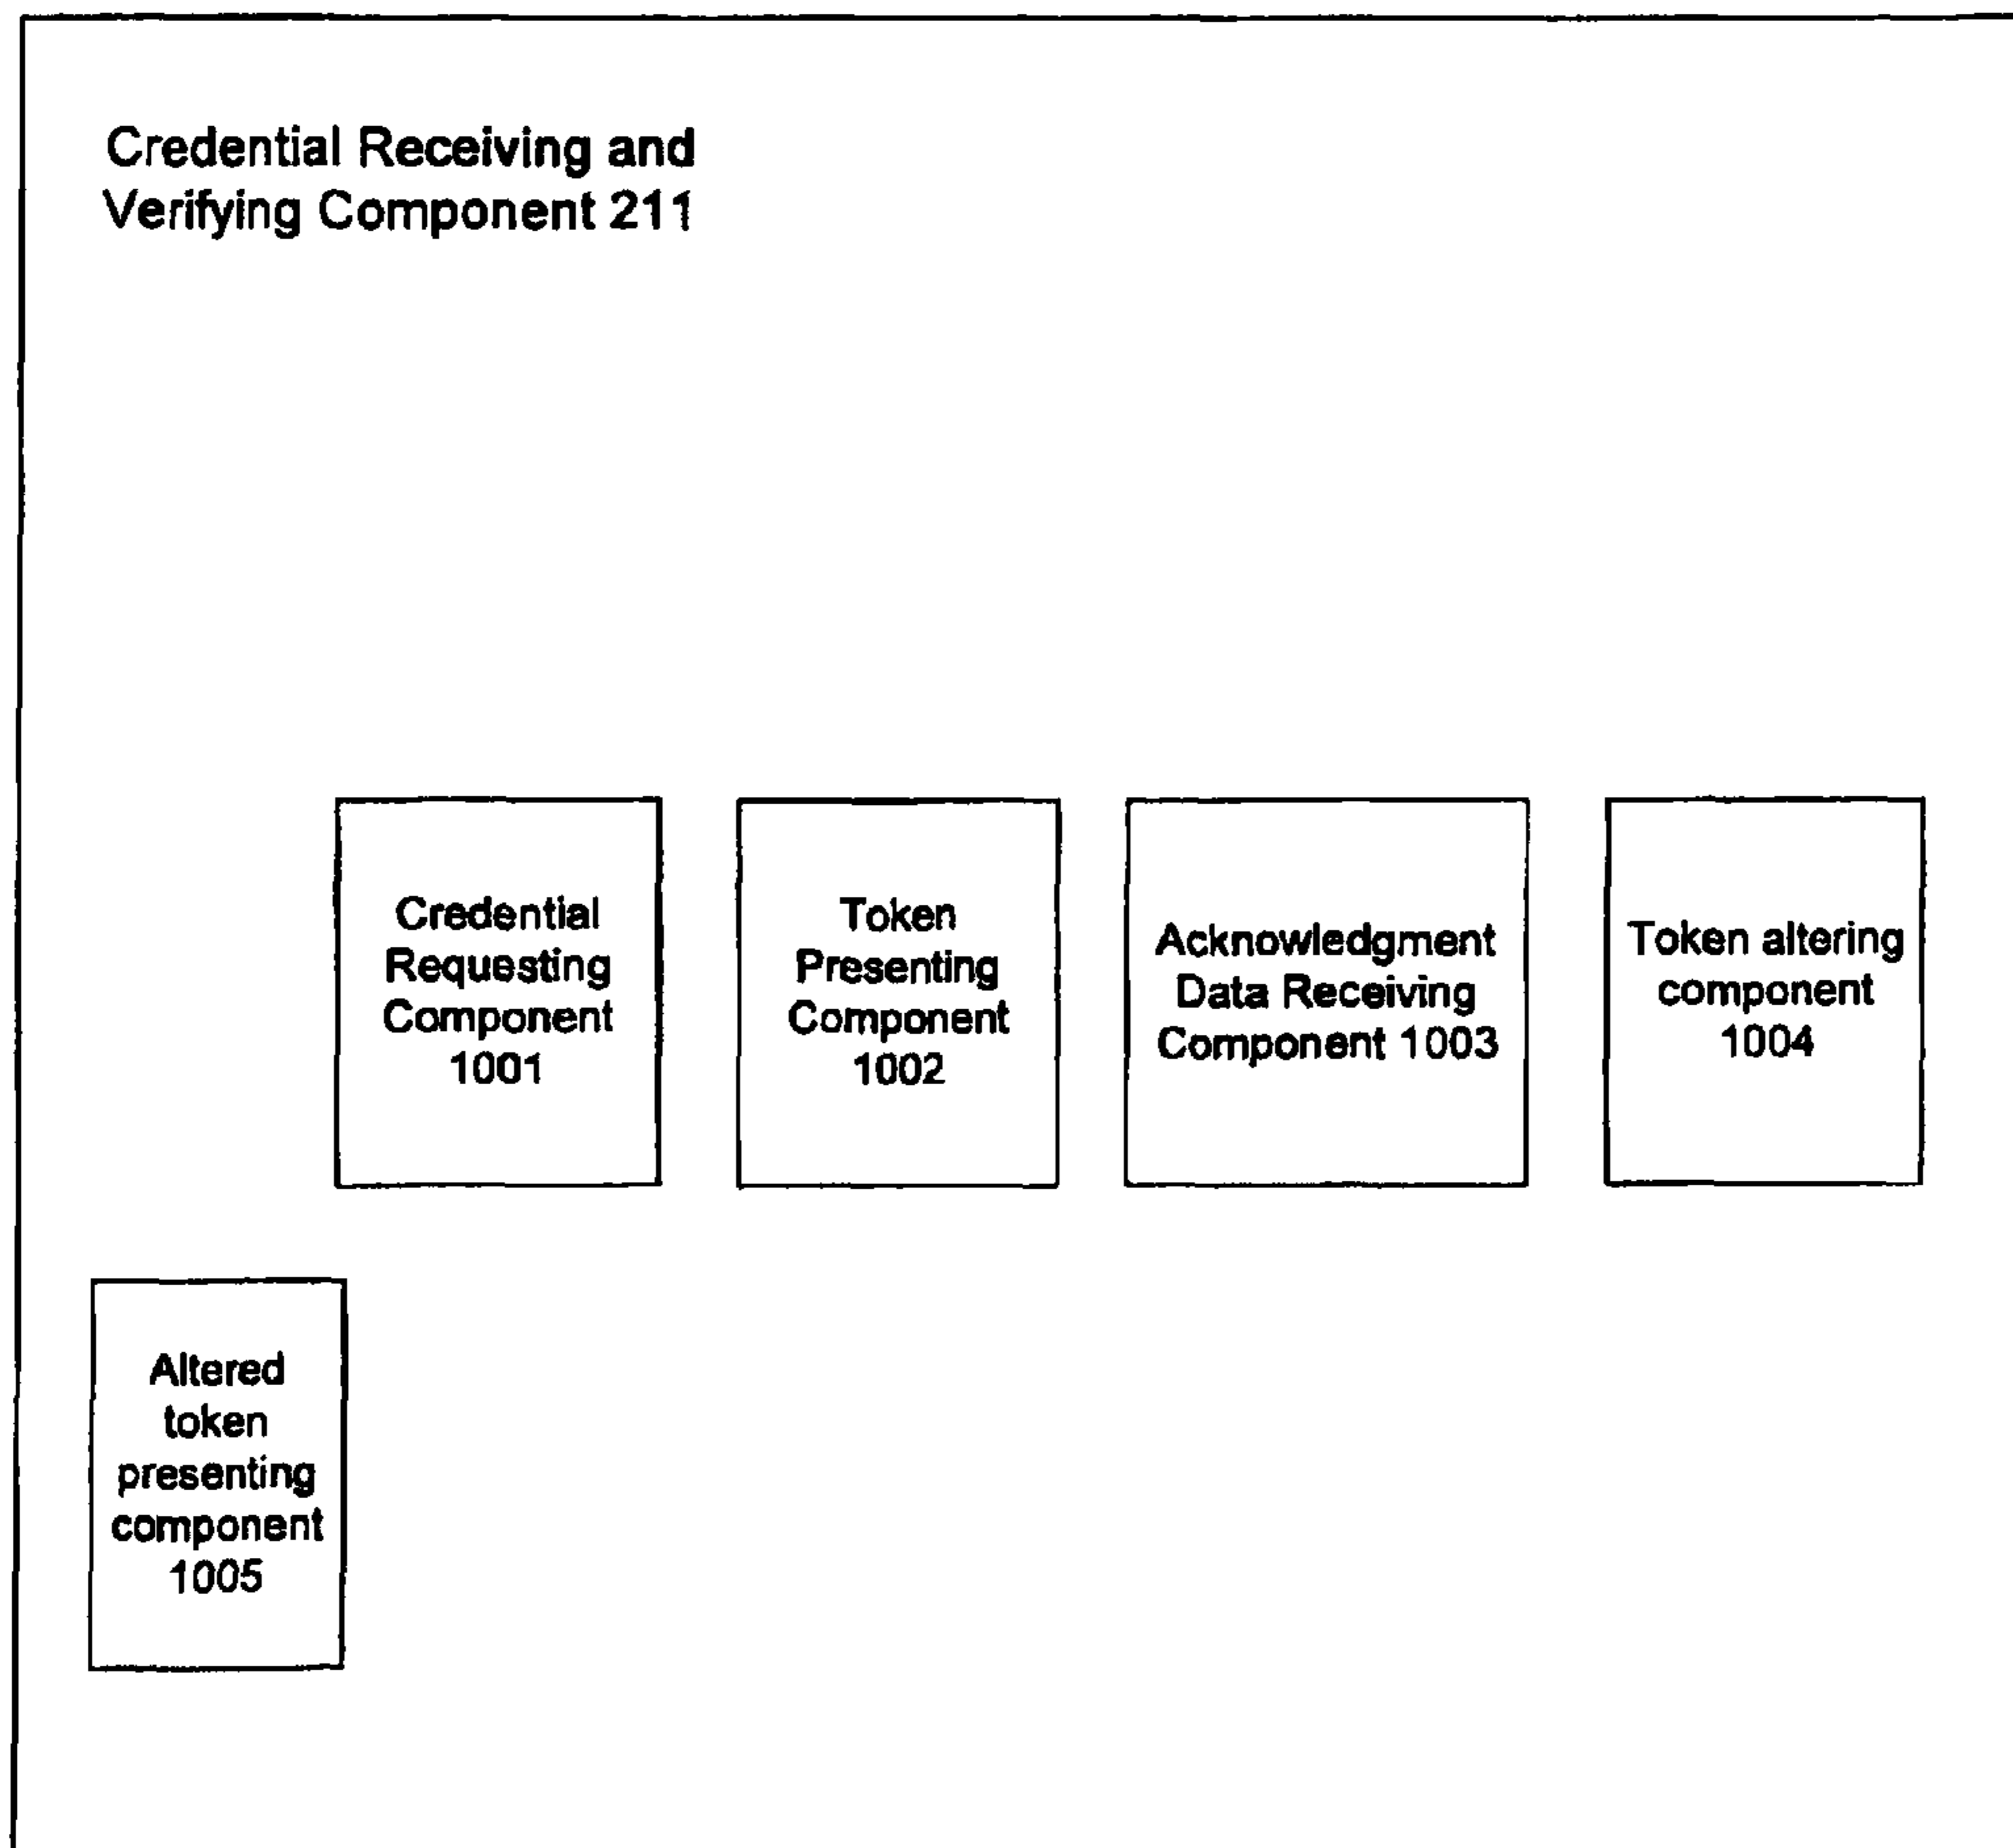 Credential Receiving and
Verifying Component 211
Credential
Requesting
Component
1001
Token
Presenting
Component
1002
Acknowledgment
Data Receiving
Component 1003
Token altering
component
1004
Altered
token
presenting
component
1005